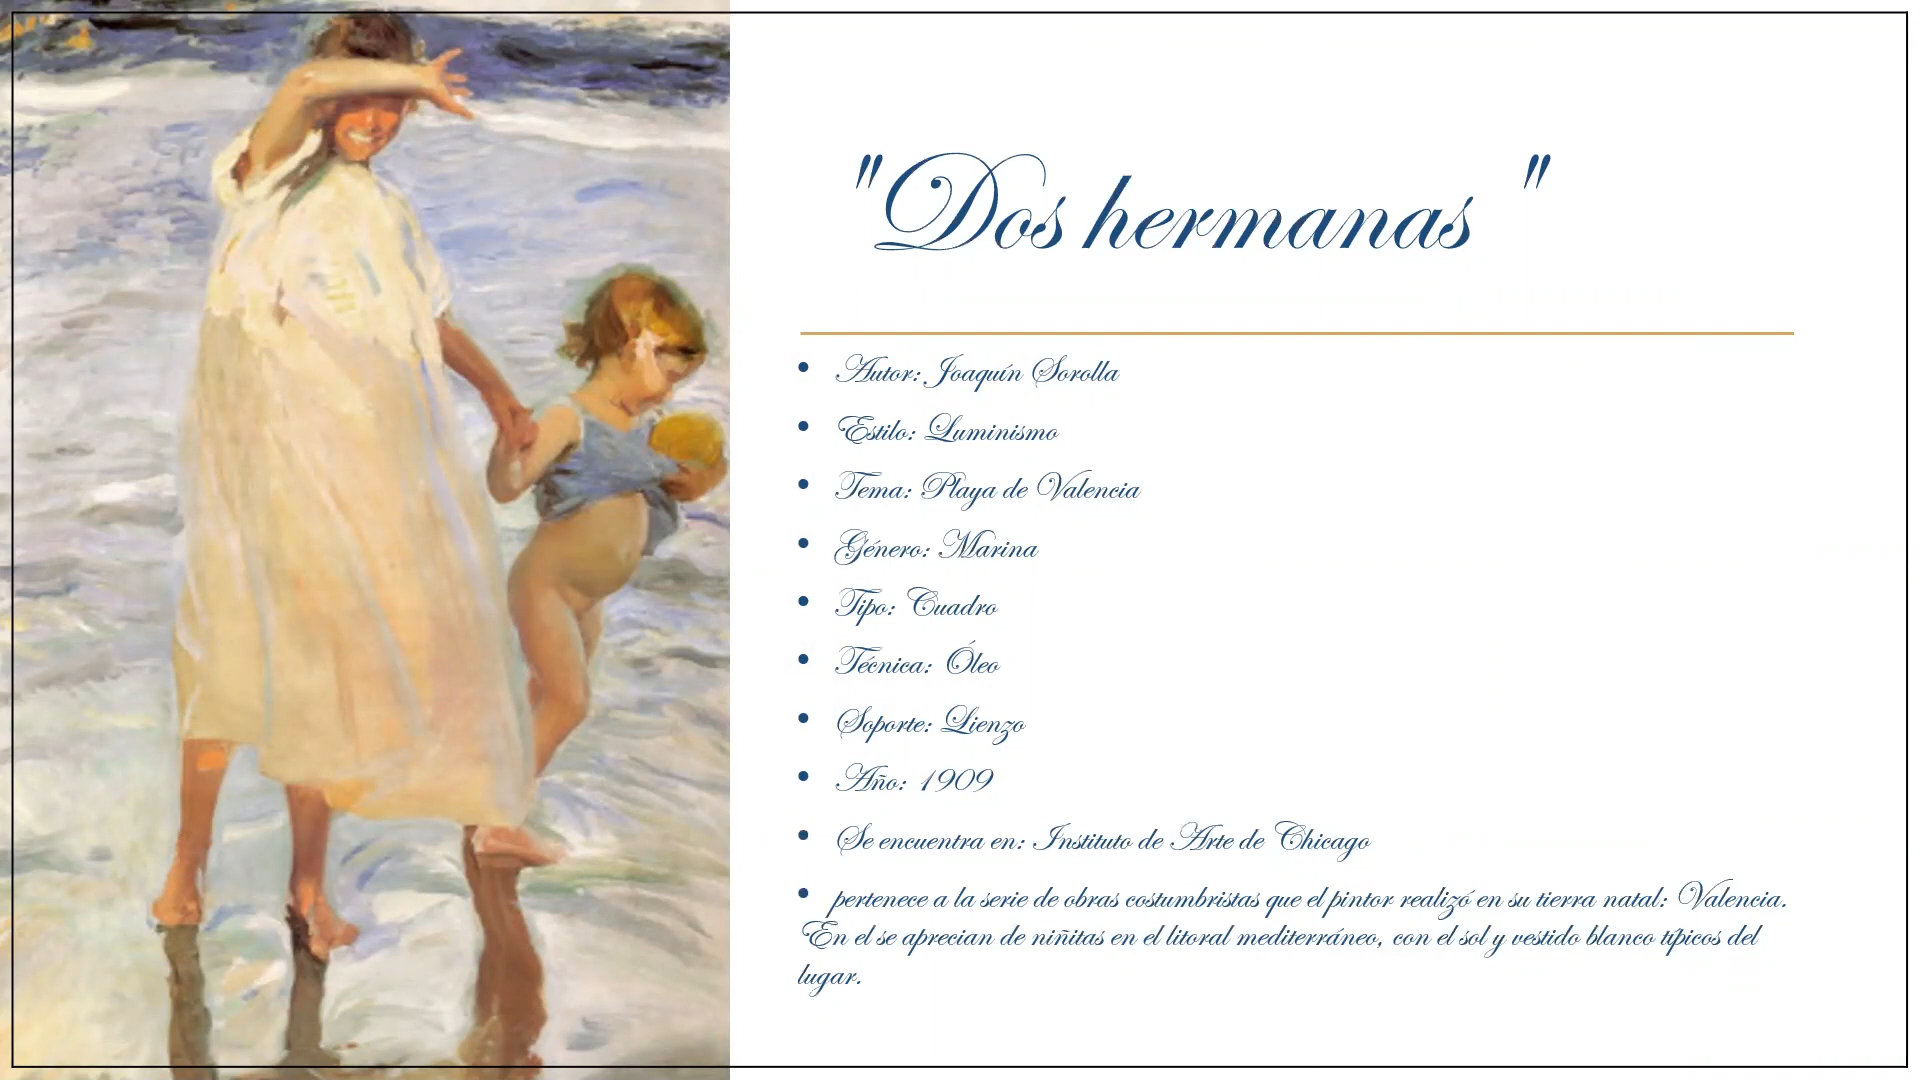 "Dos hermanas "
• Autor: Joaquín Sorolla
• Estilo: Luminismo
• Tema: Playa de Valencia
• Género: Marina
• Tipo: Cuadro
• Técnica: Óleo
• Soporte: Lienzo
• Año: 1909
• Se encuentra en: Instituto de Arte de Chicago
• pertenece a la serie de obras costumbristas que el pintor realizó en su tierra natal: Valencia.
En el se aprecian de niñitas en el litoral mediterráneo, con el sol y vestido blanco típicos del
lugar.